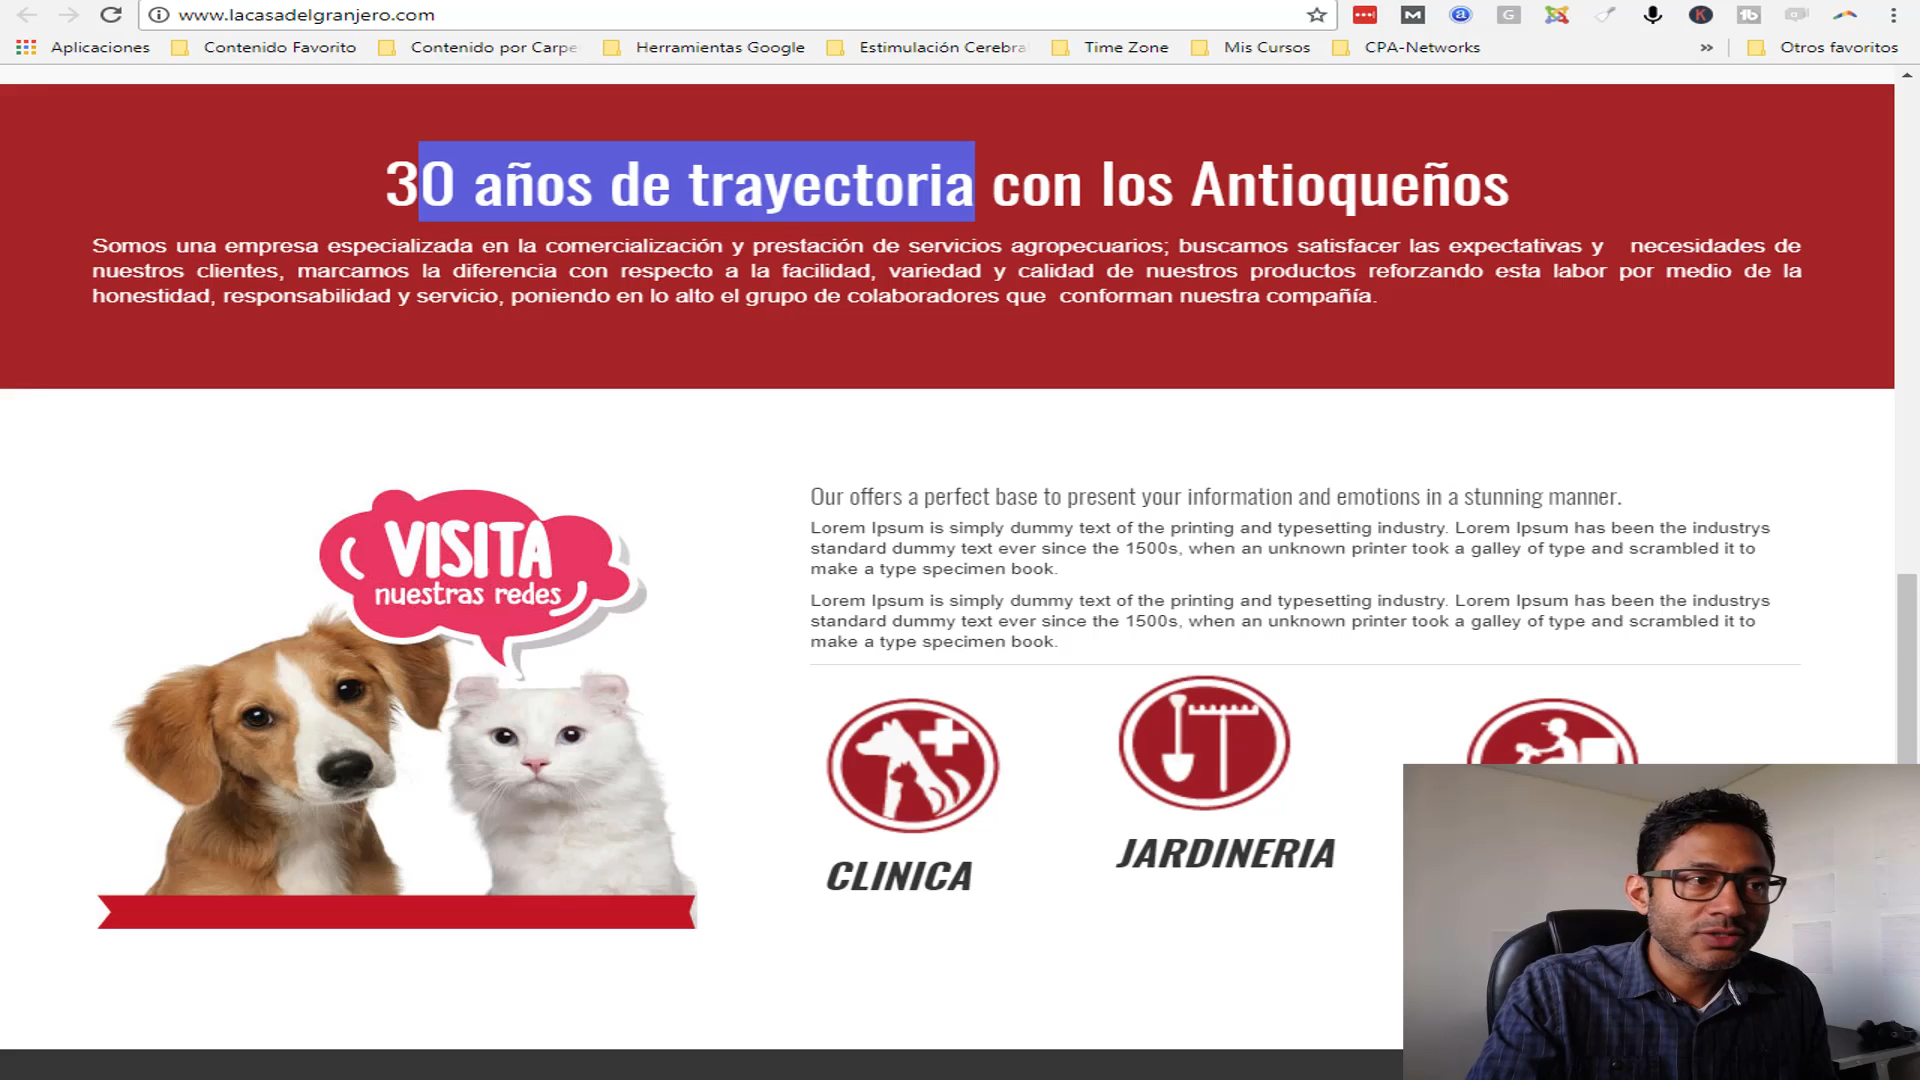 www.lacasadelgranjero.com
Aplicaciones Contenido Favorito Contenido por Carpe Herramientas Google Estimulación Cerebral Time Zone Mis Cursos CPA-Networks » Otros favoritos
30 años de trayectoria con los Antioqueños
Somos una empresa especializada en la comercialización y prestación de servicios agropecuarios; buscamos satisfacer las expectativas y necesidades de
nuestros clientes, marcamos la diferencia con respecto a la facilidad, variedad y calidad de nuestros productos reforzando esta labor por medio de la
honestidad, responsabilidad y servicio, poniendo en lo alto el grupo de colaboradores que conforman nuestra compañía.
VISITA
nuestras redes
Our offers a perfect base to present your information and emotions in a stunning manner.
Lorem Ipsum is simply dummy text of the printing and typesetting industry. Lorem Ipsum has been the industrys
standard dummy text ever since the 1500s, when an unknown printer took a galley of type and scrambled it to
make a type specimen book.
Lorem Ipsum is simply dummy text of the printing and typesetting industry. Lorem Ipsum has been the industrys
standard dummy text ever since the 1500s, when an unknown printer took a galley of type and scrambled it to
make a type specimen book.
CLINICA
JARDINERIA